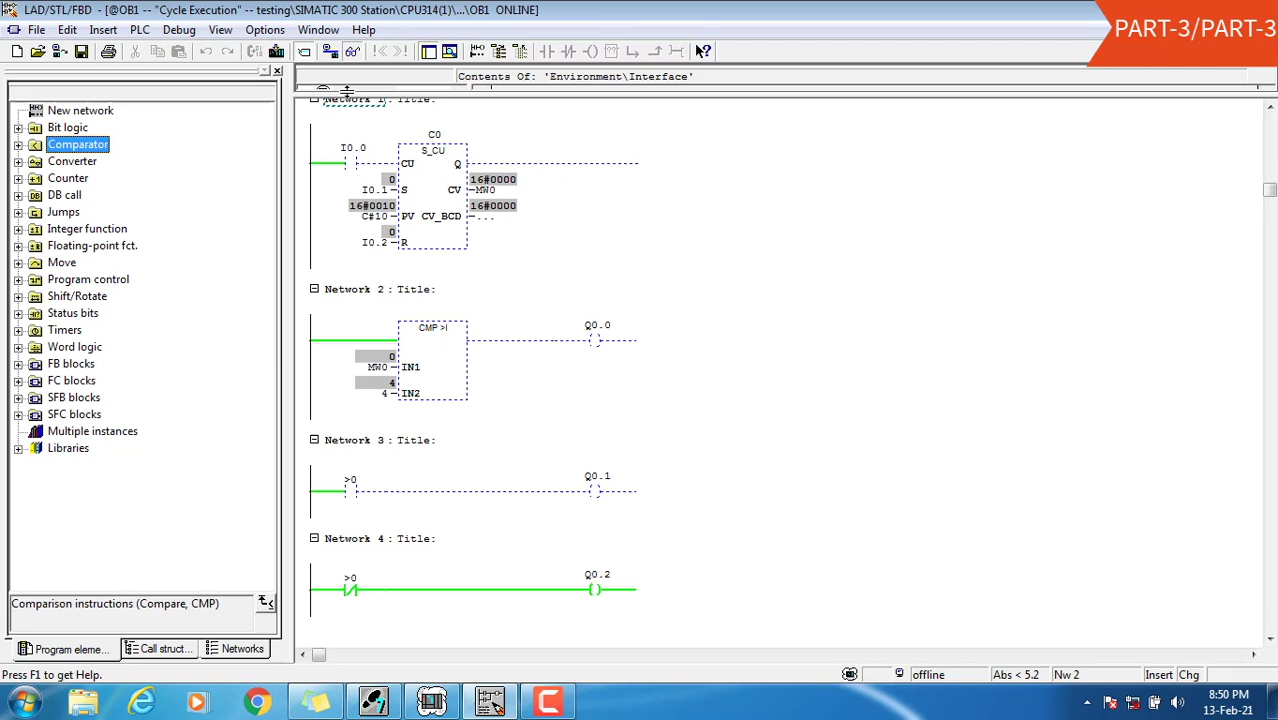 LAD/STL/FBD - [@OB1 -- "Cycle Execution" -- testing\SIMATIC 300 Station\CPU314(1)\...\OB1 ONLINE]
PART-3/PART-3
File Edit Insert PLC Debug View Options Window Help
Contents Of: 'Environment\Interface'
New network
Bit logic
Comparator
Converter
Counter
DB call
Jumps
Integer function
Floating-point fct.
Move
Program control
Shift/Rotate
Status bits
Timers
Word logic
FB blocks
FC blocks
SFB blocks
SFC blocks
Multiple instances
Libraries
Comparison instructions (Compare, CMP)
Program eleme...
Call struct...
Networks
Network 1 : Title:
C0
I0.0 S_CU
CU Q
0 16#0000
I0.1 S CV MW0
16#0010 16#0000
C#10 PV CV_BCD ...
0
I0.2 R
Network 2 : Title:
CMP >I Q0.0
0
MW0 IN1
4
4 IN2
Network 3 : Title:
>0 Q0.1
Network 4 : Title:
>0 Q0.2
Press F1 to get Help.
offline Abs < 5.2 Nw 2 Insert Chg
8:50 PM
13-Feb-21